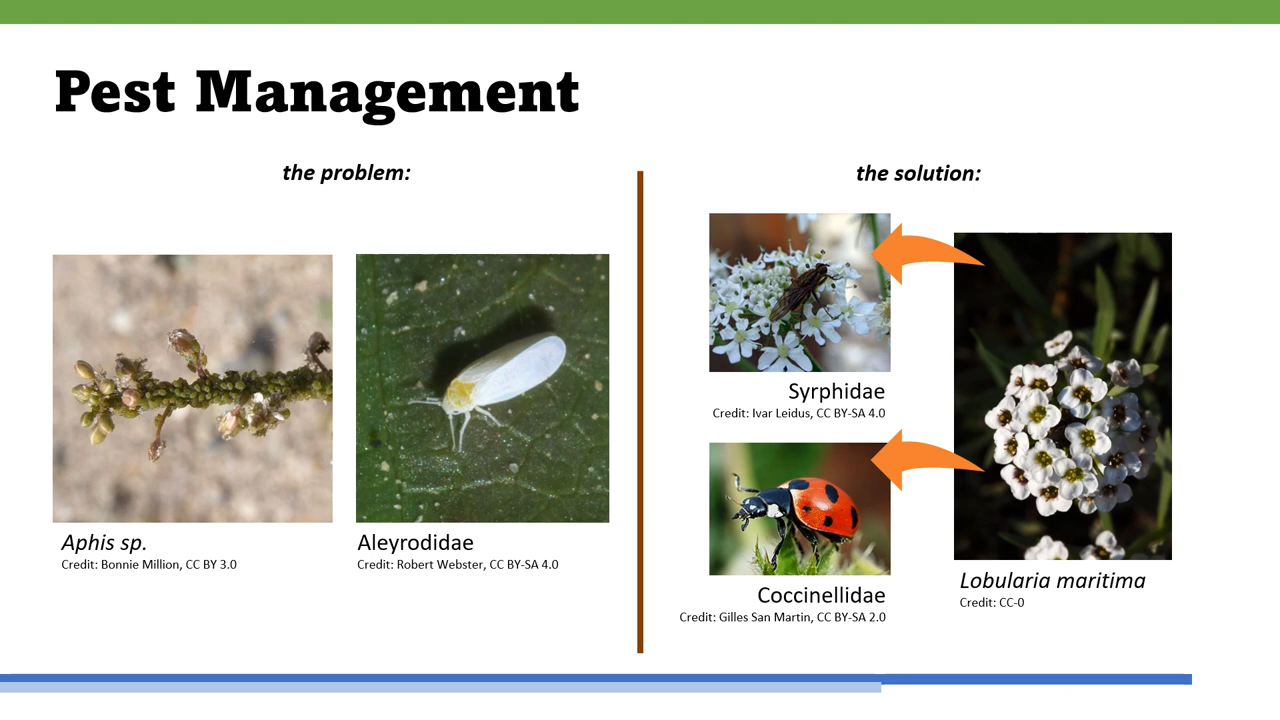 Pest Management
the problem:
Aphis sp.
Credit: Bonnie Million, CC BY 3.0
Aleyrodidae
Credit: Robert Webster, CC BY-SA 4.0
the solution:
Syrphidae
Credit: Ivar Leidus, CC BY-SA 4.0
Coccinellidae
Credit: Gilles San Martin, CC BY-SA 2.0
Lobularia maritima
Credit: CC-0